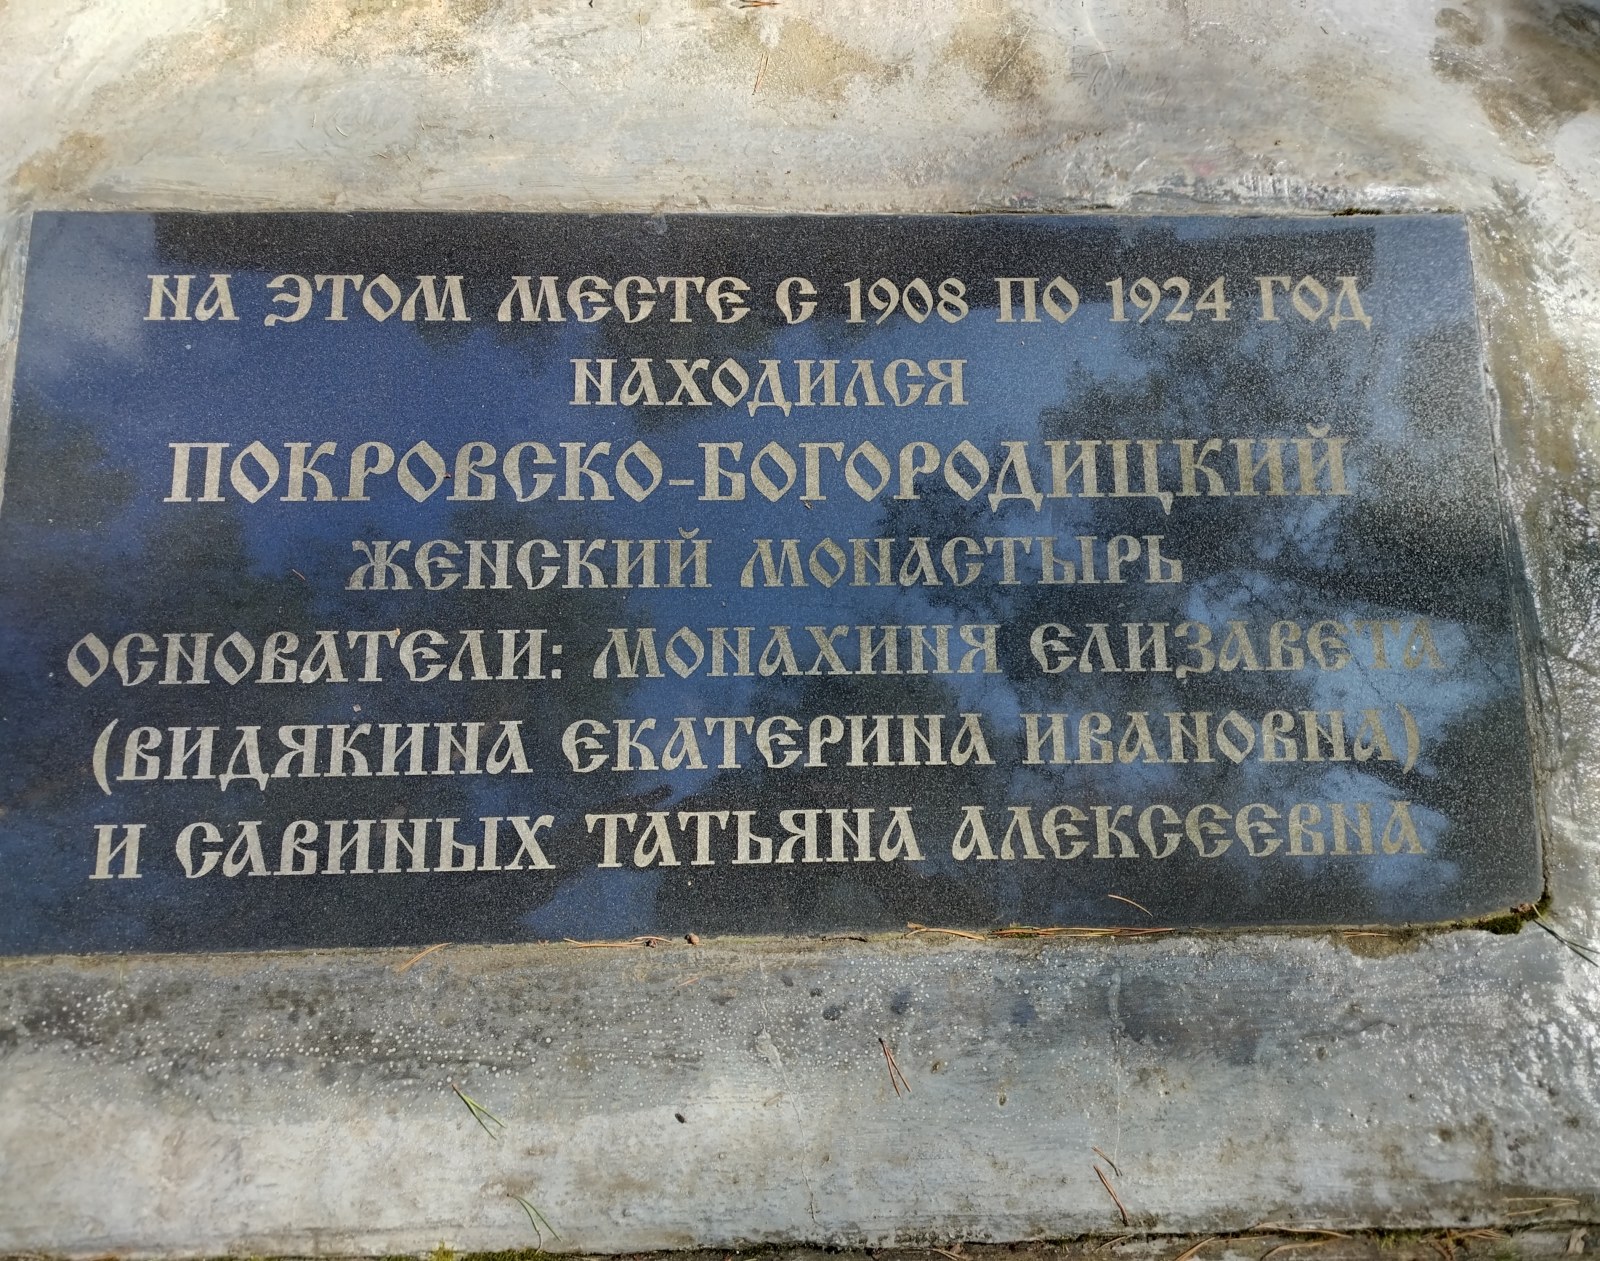 НА ЭТОМ МЕСТЕ С 1908 ПО 1924 ГОД
НАХОДИЛСЯ
ПОКРОВСКО-БОГОРОДИЦКИЙ
ЖЕНСКИЙ МОНАСТЫРЬ
ОСНОВАТЕЛИ: МОНАХИНЯ ЕЛИЗАВЕТА
(ВИДЯКИНА ЕКАТЕРИНА ИВАНОВНА)
И САВИНЫХ ТАТЬЯНА АЛЕКСЕЕВНА